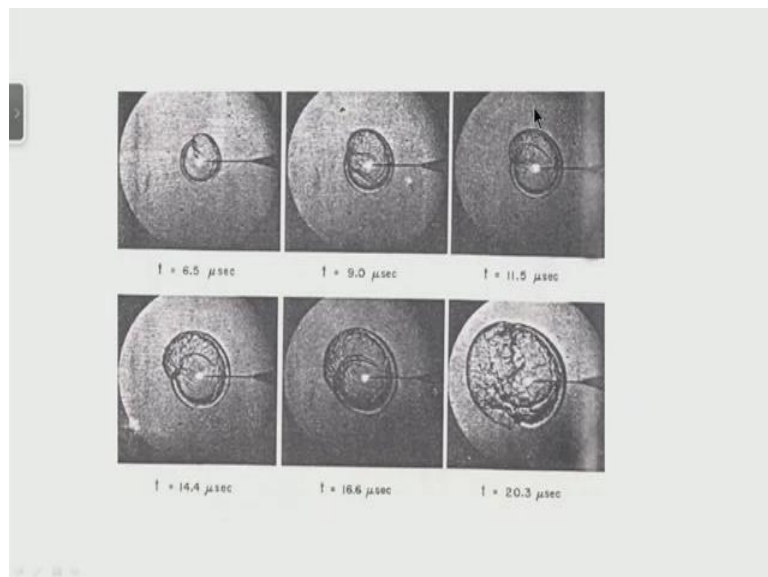 t = 6.5 μsec
t = 9.0 μsec
t = 11.5 μsec
t = 14.4 μsec
t = 16.6 μsec
t = 20.3 μsec